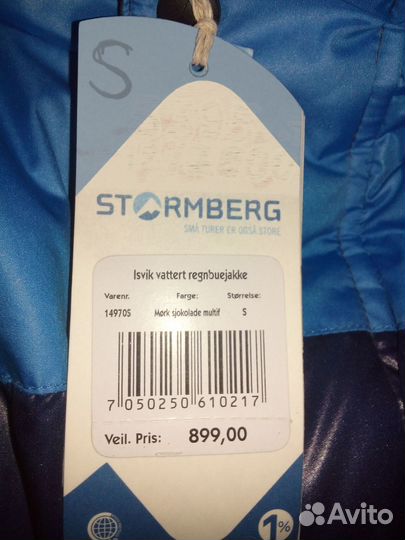 S
STORMBERG
SMÅ TURER ER OGSÅ STORE
Isvik vattert regnbuejakke
Varenr. Farge: Størrelse:
14970S Mørk sjokolade multif S
7 050250 610217
Veil. Pris: 899,00
1%
Avito